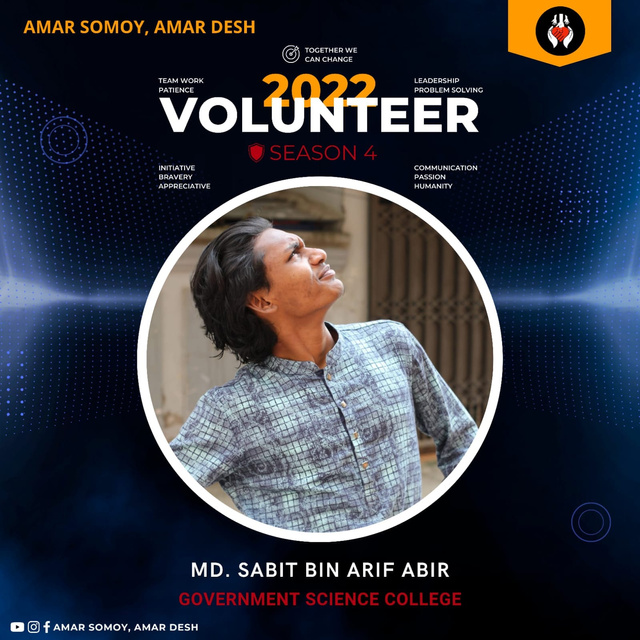 AMAR SOMOY, AMAR DESH
TOGETHER WE
CAN CHANGE
TEAM WORK
PATIENCE
2022
LEADERSHIP
PROBLEM SOLVING
VOLUNTEER
SEASON 4
INITIATIVE
BRAVERY
APPRECIATIVE
COMMUNICATION
PASSION
HUMANITY
MD. SABIT BIN ARIF ABIR
GOVERNMENT SCIENCE COLLEGE
AMAR SOMOY, AMAR DESH